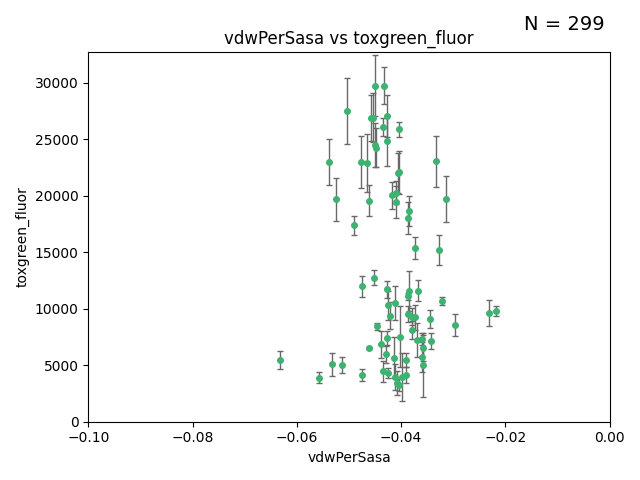 N = 299
vdwPerSasa vs toxgreen_fluor
30000
25000
20000
15000
10000
5000
0
toxgreen_fluor
−0.10 −0.08 −0.06 −0.04 −0.02 0.00
vdwPerSasa